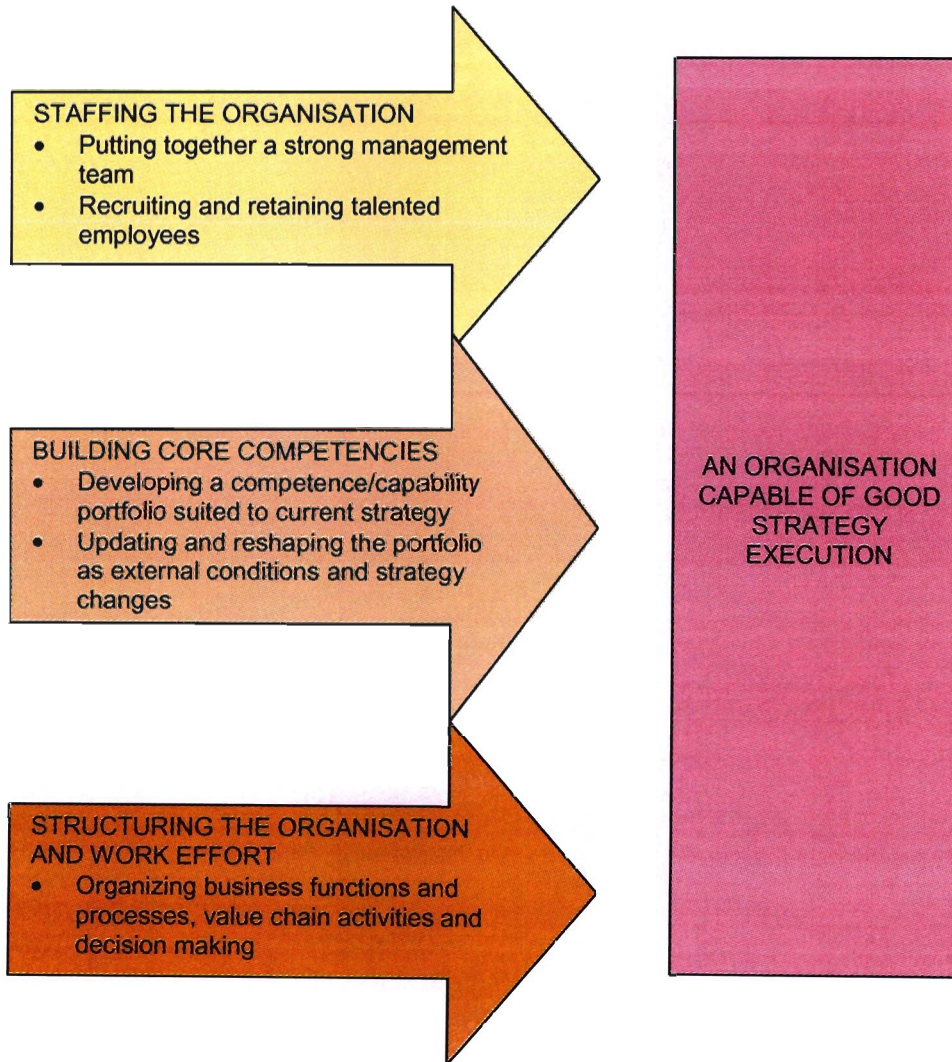 STAFFING THE ORGANISATION
• Putting together a strong management
team
• Recruiting and retaining talented
employees
BUILDING CORE COMPETENCIES
• Developing a competence/capability
portfolio suited to current strategy
• Updating and reshaping the portfolio
as external conditions and strategy
changes
STRUCTURING THE ORGANISATION
AND WORK EFFORT
• Organizing business functions and
processes, value chain activities and
decision making
AN ORGANISATION
CAPABLE OF GOOD
STRATEGY
EXECUTION